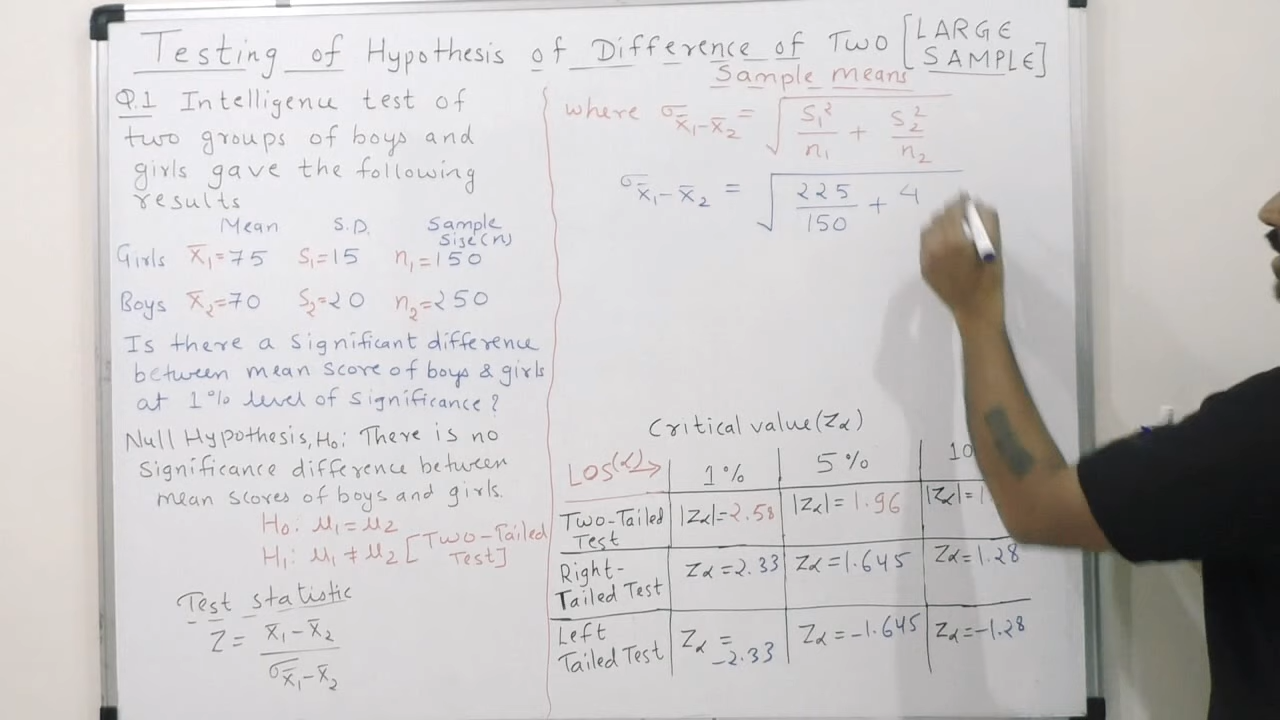 Testing of Hypothesis of Difference of Two [LARGE SAMPLE]
Sample means
Q.1 Intelligence test of
two groups of boys and
girls gave the following
results
Mean S.D. Sample Size(n)
Girls x̄₁=75 S₁=15 n₁=150
Boys x̄₂=70 S₂=20 n₂=250
Is there a significant difference
between mean score of boys & girls
at 1% level of significance?
Null Hypothesis, H₀: There is no
significance difference between
mean scores of boys and girls.
H₀: μ₁ = μ₂
H₁: μ₁ ≠ μ₂ [Two-Tailed Test]
Test statistic
Z = (x̄₁-x̄₂)/(σx̄₁-x̄₂)
where σx̄₁-x̄₂ = √(S₁²/n₁ + S₂²/n₂)
σx̄₁-x̄₂ = √(225/150 + 4
Critical value(Zα)
LOS(α)→ 1% 5% 10
Two-Tailed Test |Zα|=2.58 |Zα|=1.96 |Zα|=1
Right-Tailed Test Zα=2.33 Zα=1.645 Zα=1.28
Left Tailed Test Zα=-2.33 Zα=-1.645 Zα=-1.28